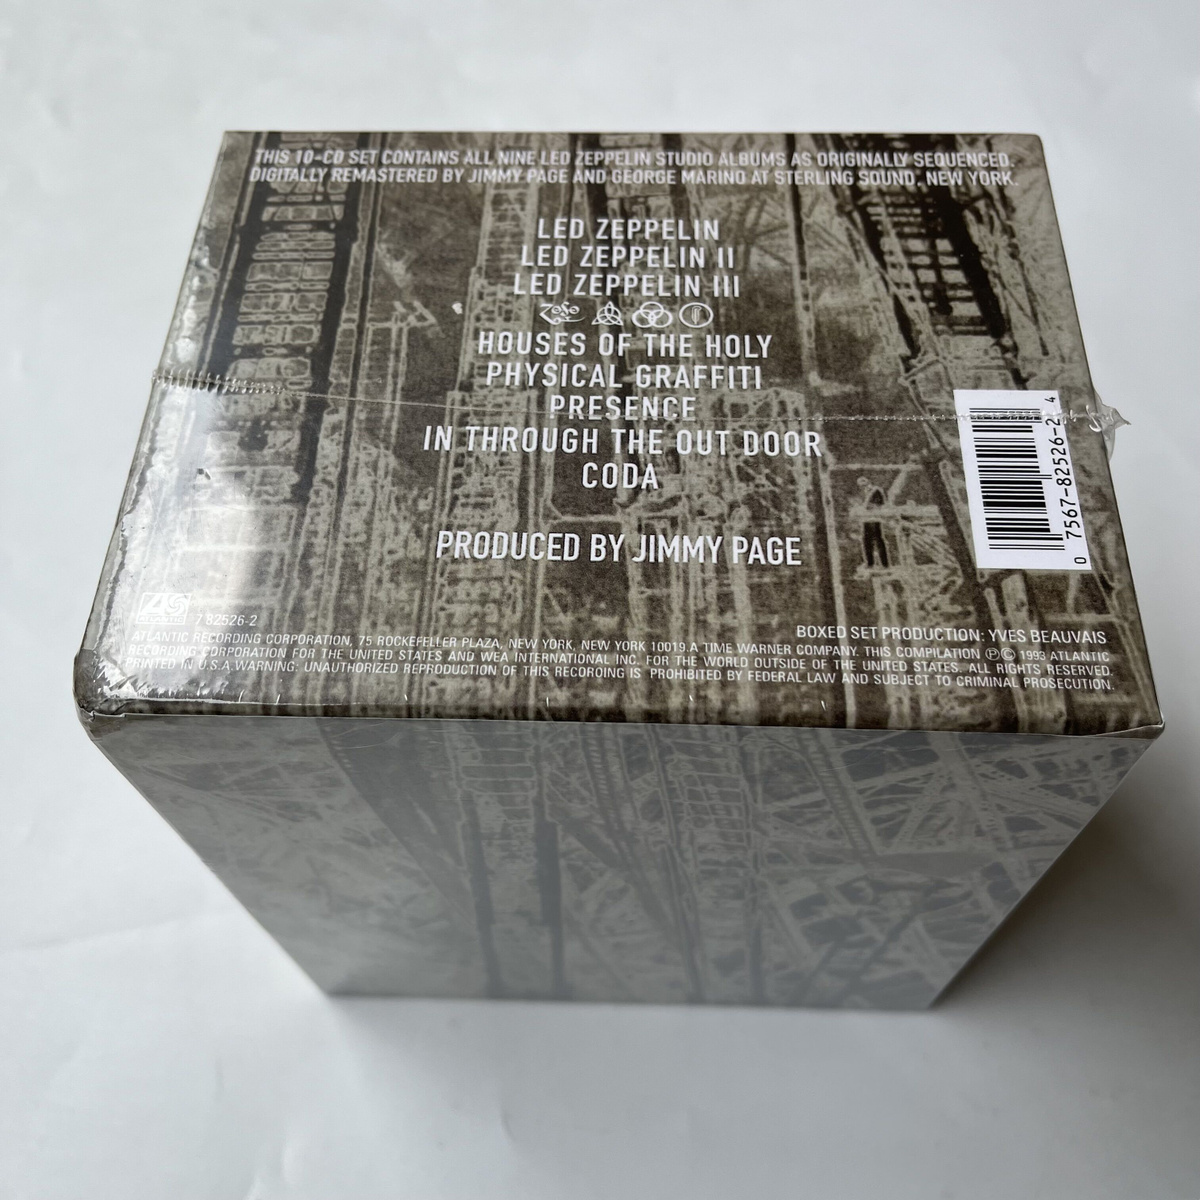 THIS 10-CD SET CONTAINS ALL NINE LED ZEPPELIN STUDIO ALBUMS AS ORIGINALLY SEQUENCED.
DIGITALLY REMASTERED BY JIMMY PAGE AND GEORGE MARINO AT STERLING SOUND, NEW YORK.
LED ZEPPELIN
LED ZEPPELIN II
LED ZEPPELIN III
HOUSES OF THE HOLY
PHYSICAL GRAFFITI
PRESENCE
IN THROUGH THE OUT DOOR
CODA
PRODUCED BY JIMMY PAGE
0 7567-82526-2 4
ATLANTIC
7 82526-2
BOXED SET PRODUCTION: YVES BEAUVAIS
ATLANTIC RECORDING CORPORATION, 75 ROCKEFELLER PLAZA, NEW YORK, NEW YORK 10019. A TIME WARNER COMPANY. THIS COMPILATION ℗© 1993 ATLANTIC
RECORDING CORPORATION FOR THE UNITED STATES AND WEA INTERNATIONAL INC. FOR THE WORLD OUTSIDE OF THE UNITED STATES. ALL RIGHTS RESERVED.
PRINTED IN U.S.A. WARNING: UNAUTHORIZED REPRODUCTION OF THIS RECORDING IS PROHIBITED BY FEDERAL LAW AND SUBJECT TO CRIMINAL PROSECUTION.